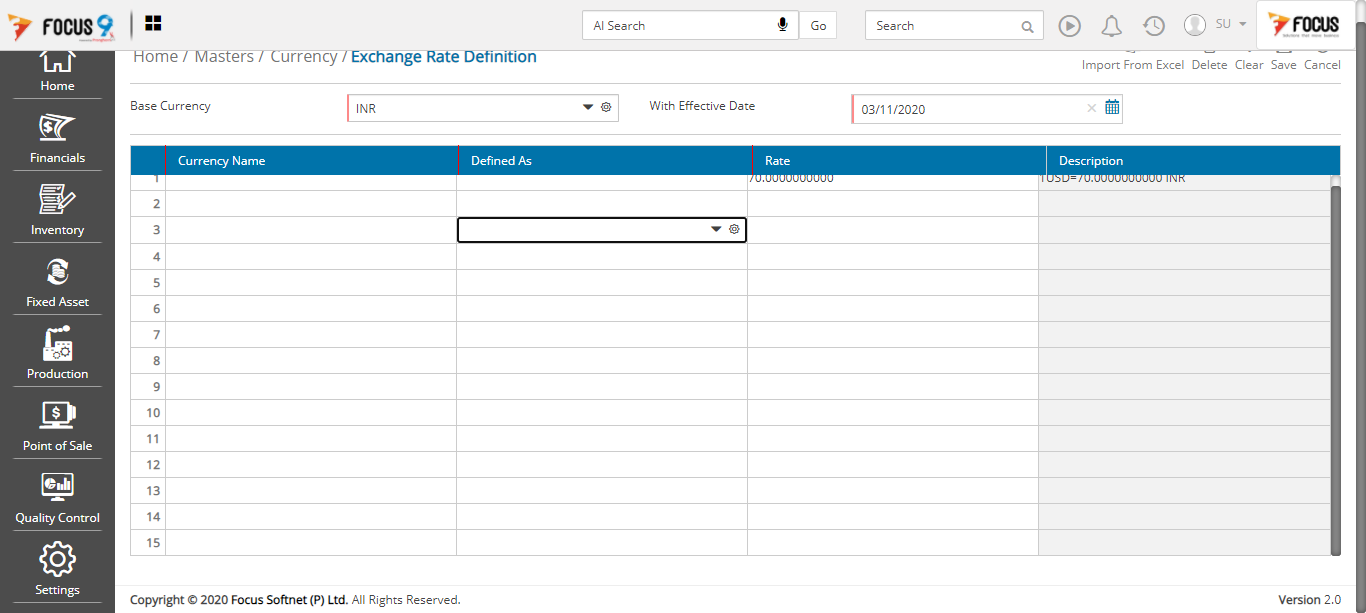 FOCUS 9
AI Search
Go
Search
SU
FOCUS
Home / Masters / Currency / Exchange Rate Definition
Import From Excel Delete Clear Save Cancel
Home
Financials
Inventory
Fixed Asset
Production
Point of Sale
Quality Control
Settings
Base Currency
INR
With Effective Date
03/11/2020
Currency Name Defined As Rate Description
1 70.0000000000 1USD=70.0000000000 INR
2
3
4
5
6
7
8
9
10
11
12
13
14
15
Copyright © 2020 Focus Softnet (P) Ltd. All Rights Reserved.
Version 2.0